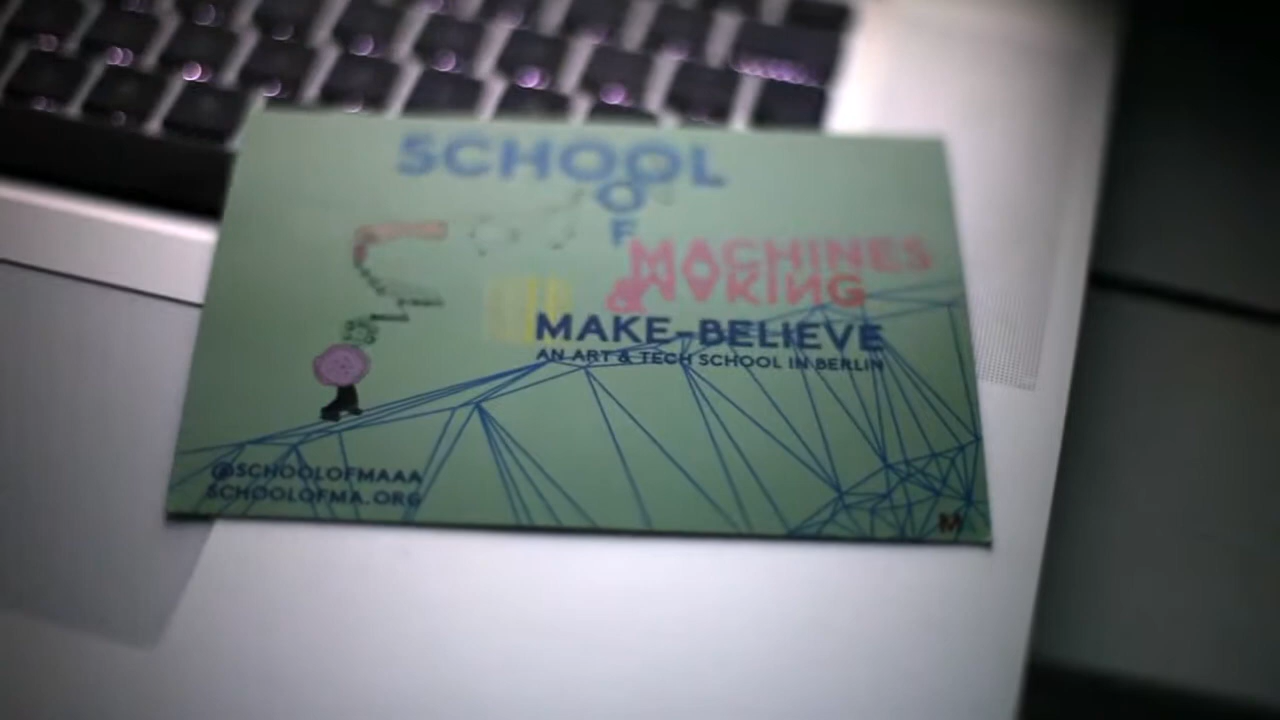 SCHOOL
OF
MACHINES
MAKING
&
MAKE-BELIEVE
AN ART & TECH SCHOOL IN BERLIN
@SCHOOLOFMAAA
SCHOOLOFMA.ORG
M